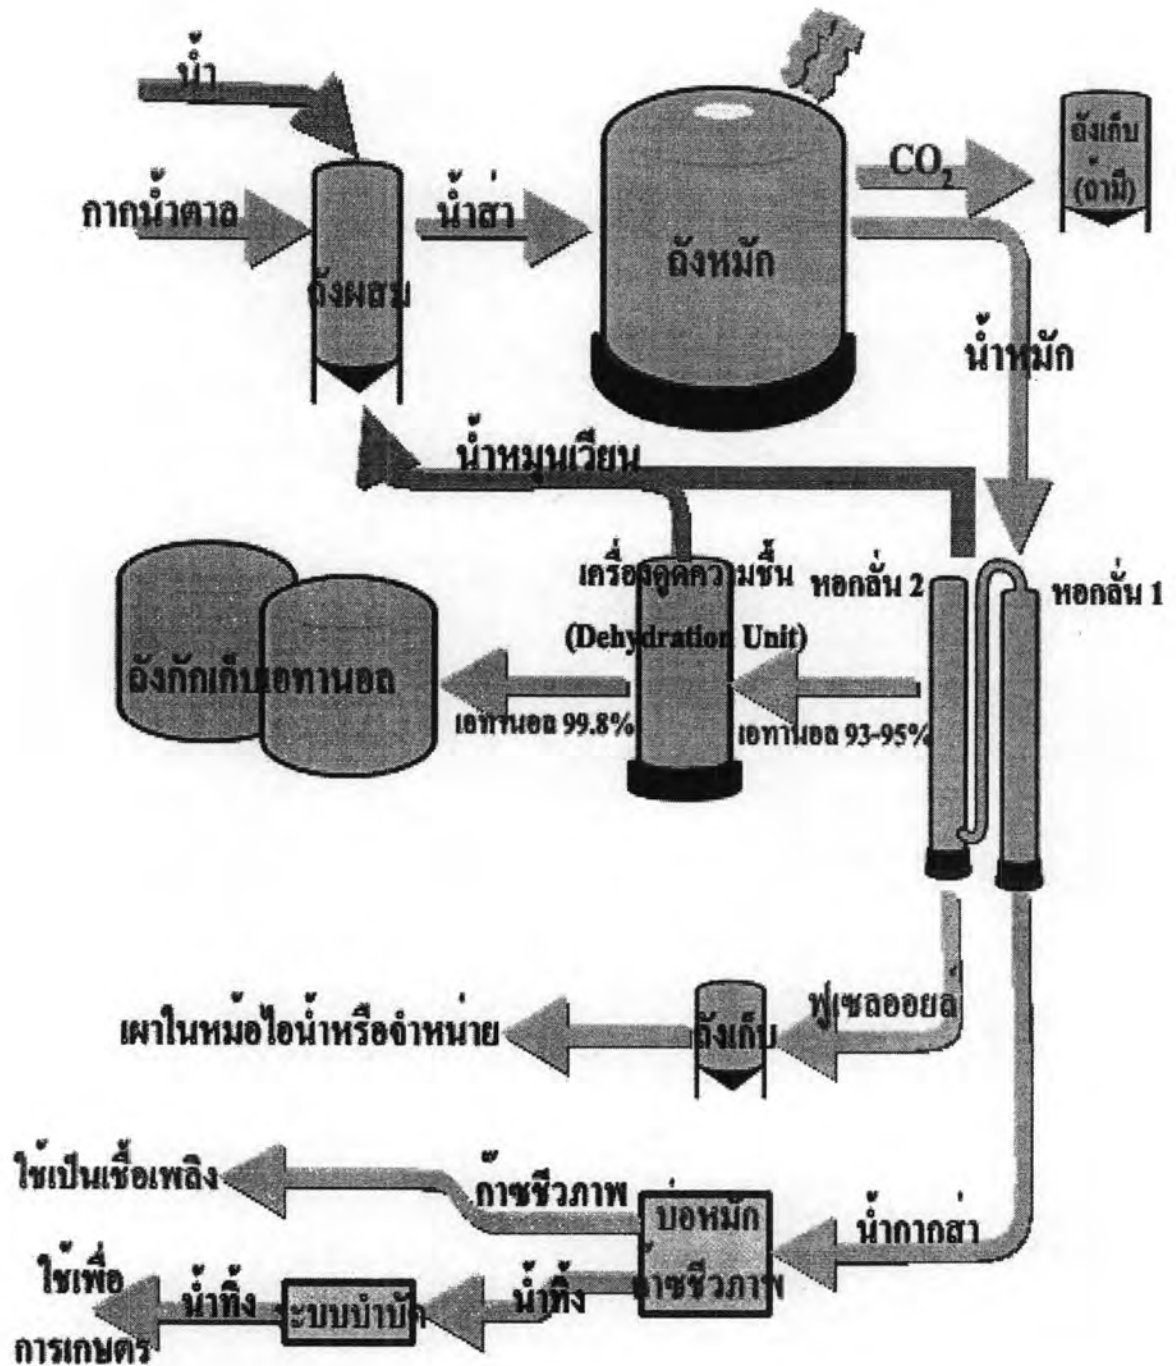 น้ำ
ถังเก็บ
(ถ้ามี)
CO₂
กากน้ำตาล
น้ำส่า
ถังหมัก
ถังผสม
น้ำหมัก
น้ำหมุนเวียน
เครื่องดูดความชื้น
(Dehydration Unit)
หอกลั่น 2
หอกลั่น 1
ถังกักเก็บเอทานอล
เอทานอล 99.8%
เอทานอล 93-95%
ฟูเซลออยล์
ถังเก็บ
เผาในหม้อไอน้ำหรือจำหน่าย
ใช้เป็นเชื้อเพลิง
ก๊าซชีวภาพ
บ่อหมัก
ก๊าซชีวภาพ
น้ำกากส่า
ใช้เพื่อ
การเกษตร
น้ำทิ้ง
ระบบบำบัด
น้ำทิ้ง